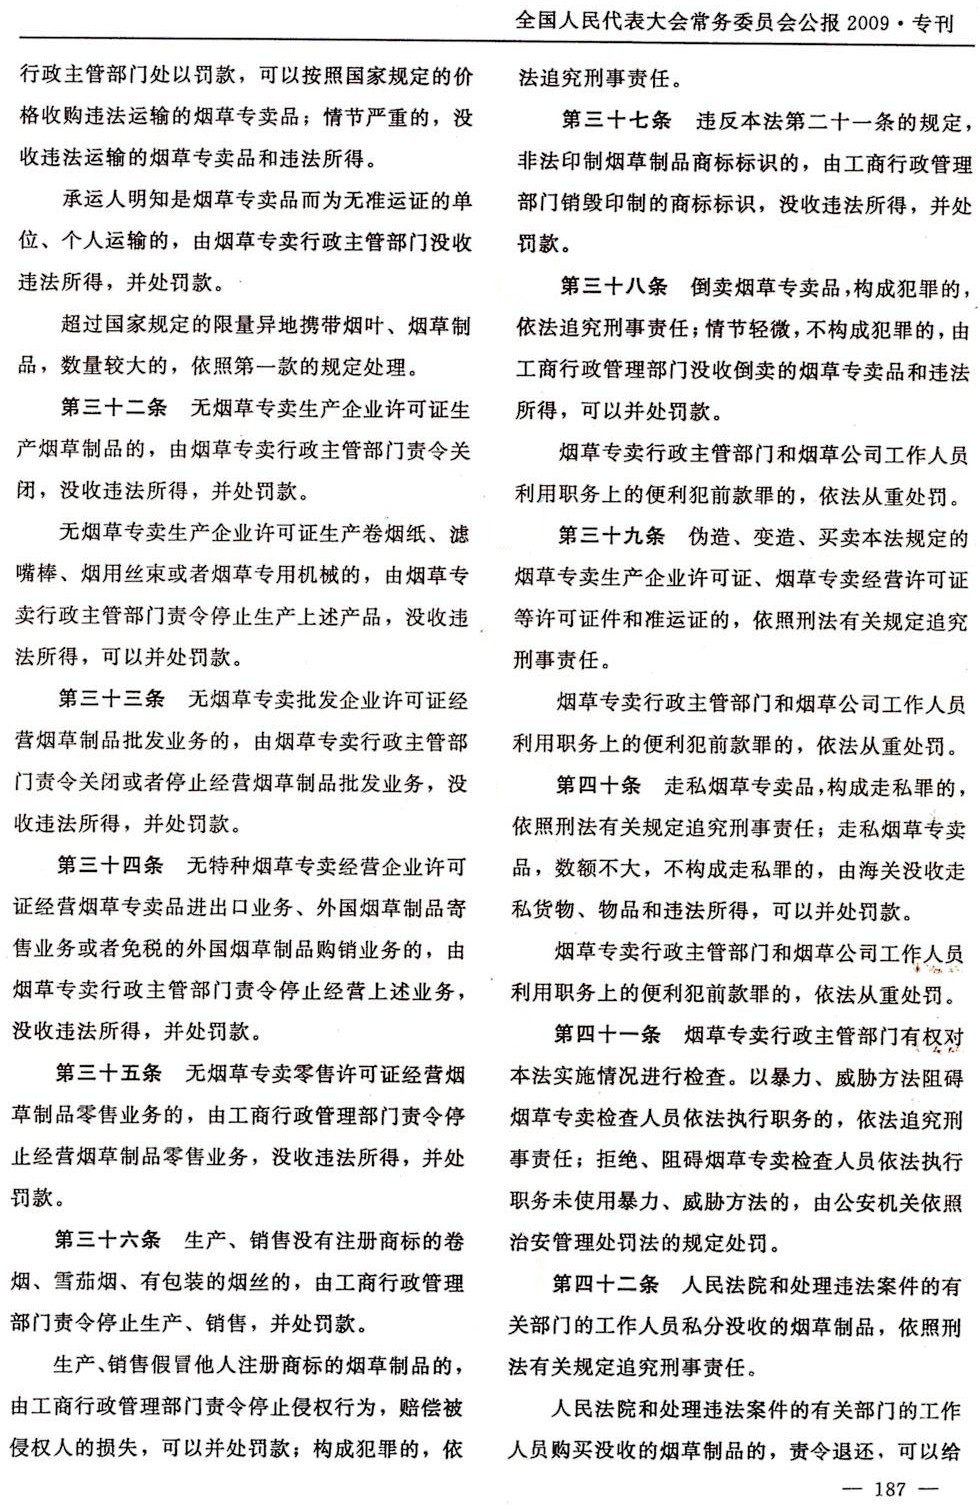 全国人民代表大会常务委员会公报 2009·专刊
行政主管部门处以罚款，可以按照国家规定的价
格收购违法运输的烟草专卖品；情节严重的，没
收违法运输的烟草专卖品和违法所得。
承运人明知是烟草专卖品而为无准运证的单
位、个人运输的，由烟草专卖行政主管部门没收
违法所得，并处罚款。
超过国家规定的限量异地携带烟叶、烟草制
品，数量较大的，依照第一款的规定处理。
第三十二条　无烟草专卖生产企业许可证生
产烟草制品的，由烟草专卖行政主管部门责令关
闭，没收违法所得，并处罚款。
无烟草专卖生产企业许可证生产卷烟纸、滤
嘴棒、烟用丝束或者烟草专用机械的，由烟草专
卖行政主管部门责令停止生产上述产品，没收违
法所得，可以并处罚款。
第三十三条　无烟草专卖批发企业许可证经
营烟草制品批发业务的，由烟草专卖行政主管部
门责令关闭或者停止经营烟草制品批发业务，没
收违法所得，并处罚款。
第三十四条　无特种烟草专卖经营企业许可
证经营烟草专卖品进出口业务、外国烟草制品寄
售业务或者免税的外国烟草制品购销业务的，由
烟草专卖行政主管部门责令停止经营上述业务，
没收违法所得，并处罚款。
第三十五条　无烟草专卖零售许可证经营烟
草制品零售业务的，由工商行政管理部门责令停
止经营烟草制品零售业务，没收违法所得，并处
罚款。
第三十六条　生产、销售没有注册商标的卷
烟、雪茄烟、有包装的烟丝的，由工商行政管理
部门责令停止生产、销售，并处罚款。
生产、销售假冒他人注册商标的烟草制品的，
由工商行政管理部门责令停止侵权行为，赔偿被
侵权人的损失，可以并处罚款；构成犯罪的，依
法追究刑事责任。
第三十七条　违反本法第二十一条的规定，
非法印制烟草制品商标标识的，由工商行政管理
部门销毁印制的商标标识，没收违法所得，并处
罚款。
第三十八条　倒卖烟草专卖品，构成犯罪的，
依法追究刑事责任；情节轻微，不构成犯罪的，由
工商行政管理部门没收倒卖的烟草专卖品和违法
所得，可以并处罚款。
烟草专卖行政主管部门和烟草公司工作人员
利用职务上的便利犯前款罪的，依法从重处罚。
第三十九条　伪造、变造、买卖本法规定的
烟草专卖生产企业许可证、烟草专卖经营许可证
等许可证件和准运证的，依照刑法有关规定追究
刑事责任。
烟草专卖行政主管部门和烟草公司工作人员
利用职务上的便利犯前款罪的，依法从重处罚。
第四十条　走私烟草专卖品，构成走私罪的，
依照刑法有关规定追究刑事责任；走私烟草专卖
品，数额不大，不构成走私罪的，由海关没收走
私货物、物品和违法所得，可以并处罚款。
烟草专卖行政主管部门和烟草公司工作人员
利用职务上的便利犯前款罪的，依法从重处罚。
第四十一条　烟草专卖行政主管部门有权对
本法实施情况进行检查。以暴力、威胁方法阻碍
烟草专卖检查人员依法执行职务的，依法追究刑
事责任；拒绝、阻碍烟草专卖检查人员依法执行
职务未使用暴力、威胁方法的，由公安机关依照
治安管理处罚法的规定处罚。
第四十二条　人民法院和处理违法案件的有
关部门的工作人员私分没收的烟草制品，依照刑
法有关规定追究刑事责任。
人民法院和处理违法案件的有关部门的工作
人员购买没收的烟草制品的，责令退还，可以给
— 187 —